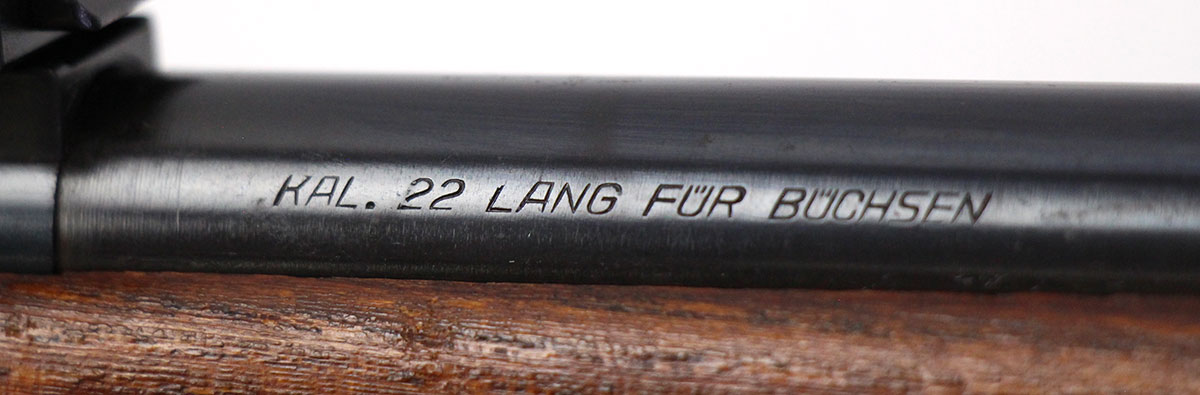 KAL. 22 LANG FÜR BÜCHSEN